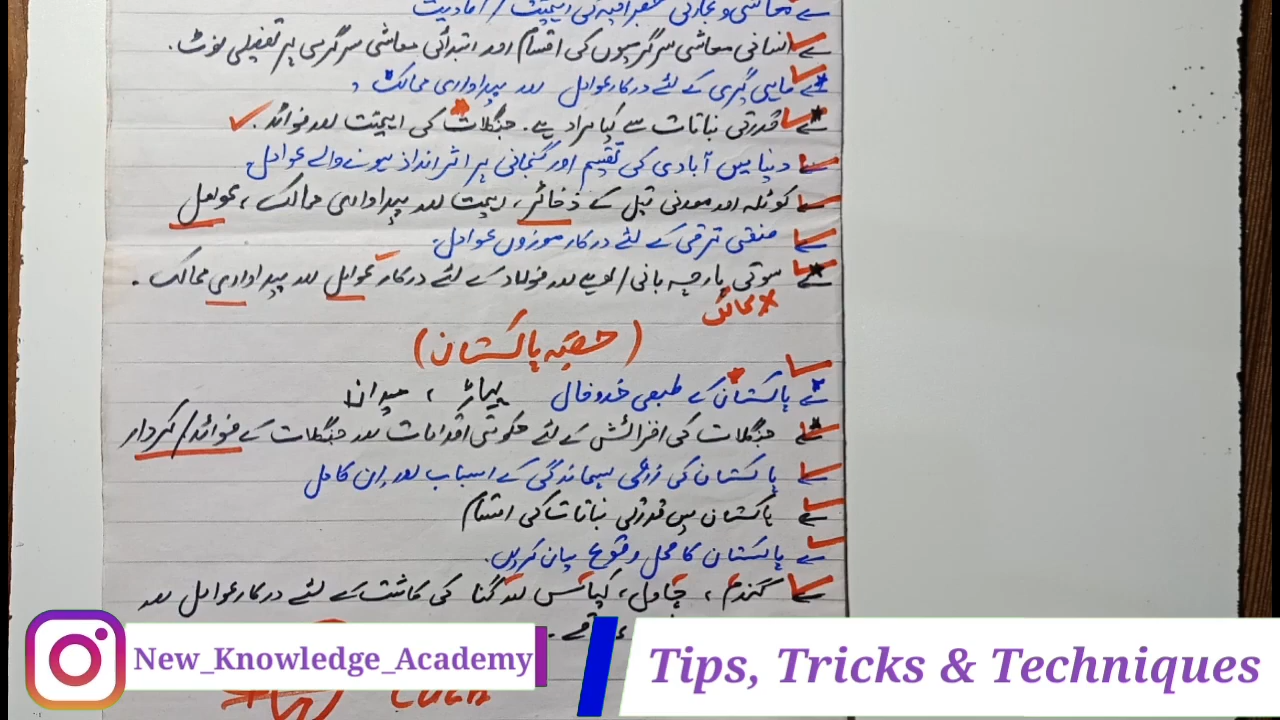 معاشی و تجارتی جغرافیہ کی اہمیت / افادیت
انسانی معاشی سرگرمیوں کی اقسام اور ابتدائی معاشی سرگرمی پر تفصیلی نوٹ۔
ماہی گیری کے لئے درکار عوامل اور پیداواری ممالک
قدرتی نباتات سے کیا مراد ہے۔ جنگلات کی اہمیت اور فوائد۔
دنیا میں آبادی کی تقسیم اور گنجانی پر اثر انداز ہونے والے عوامل۔
کوئلہ اور معدنی تیل کے ذخائر، اہمیت اور پیداواری ممالک، عوامل
صنعتی ترقی کے لئے درکار موزوں عوامل۔
سوتی پارچہ بافی / لوہے اور فولاد کے لئے درکار عوامل اور پیداواری ممالک۔
(حصہ پاکستان)
پاکستان کے طبعی خدوخال پہاڑ، میدان
جنگلات کی افزائش کے لئے حکومتی اقدامات اور جنگلات کے فوائد/کردار
پاکستان کی زرعی پسماندگی کے اسباب اور ان کا حل
پاکستان میں قدرتی نباتات کی اقسام
پاکستان کا محل وقوع بیان کریں۔
گندم، چاول، کپاس اور گنا کی کاشت کے لئے درکار عوامل اور
New_Knowledge_Academy
Tips, Tricks & Techniques